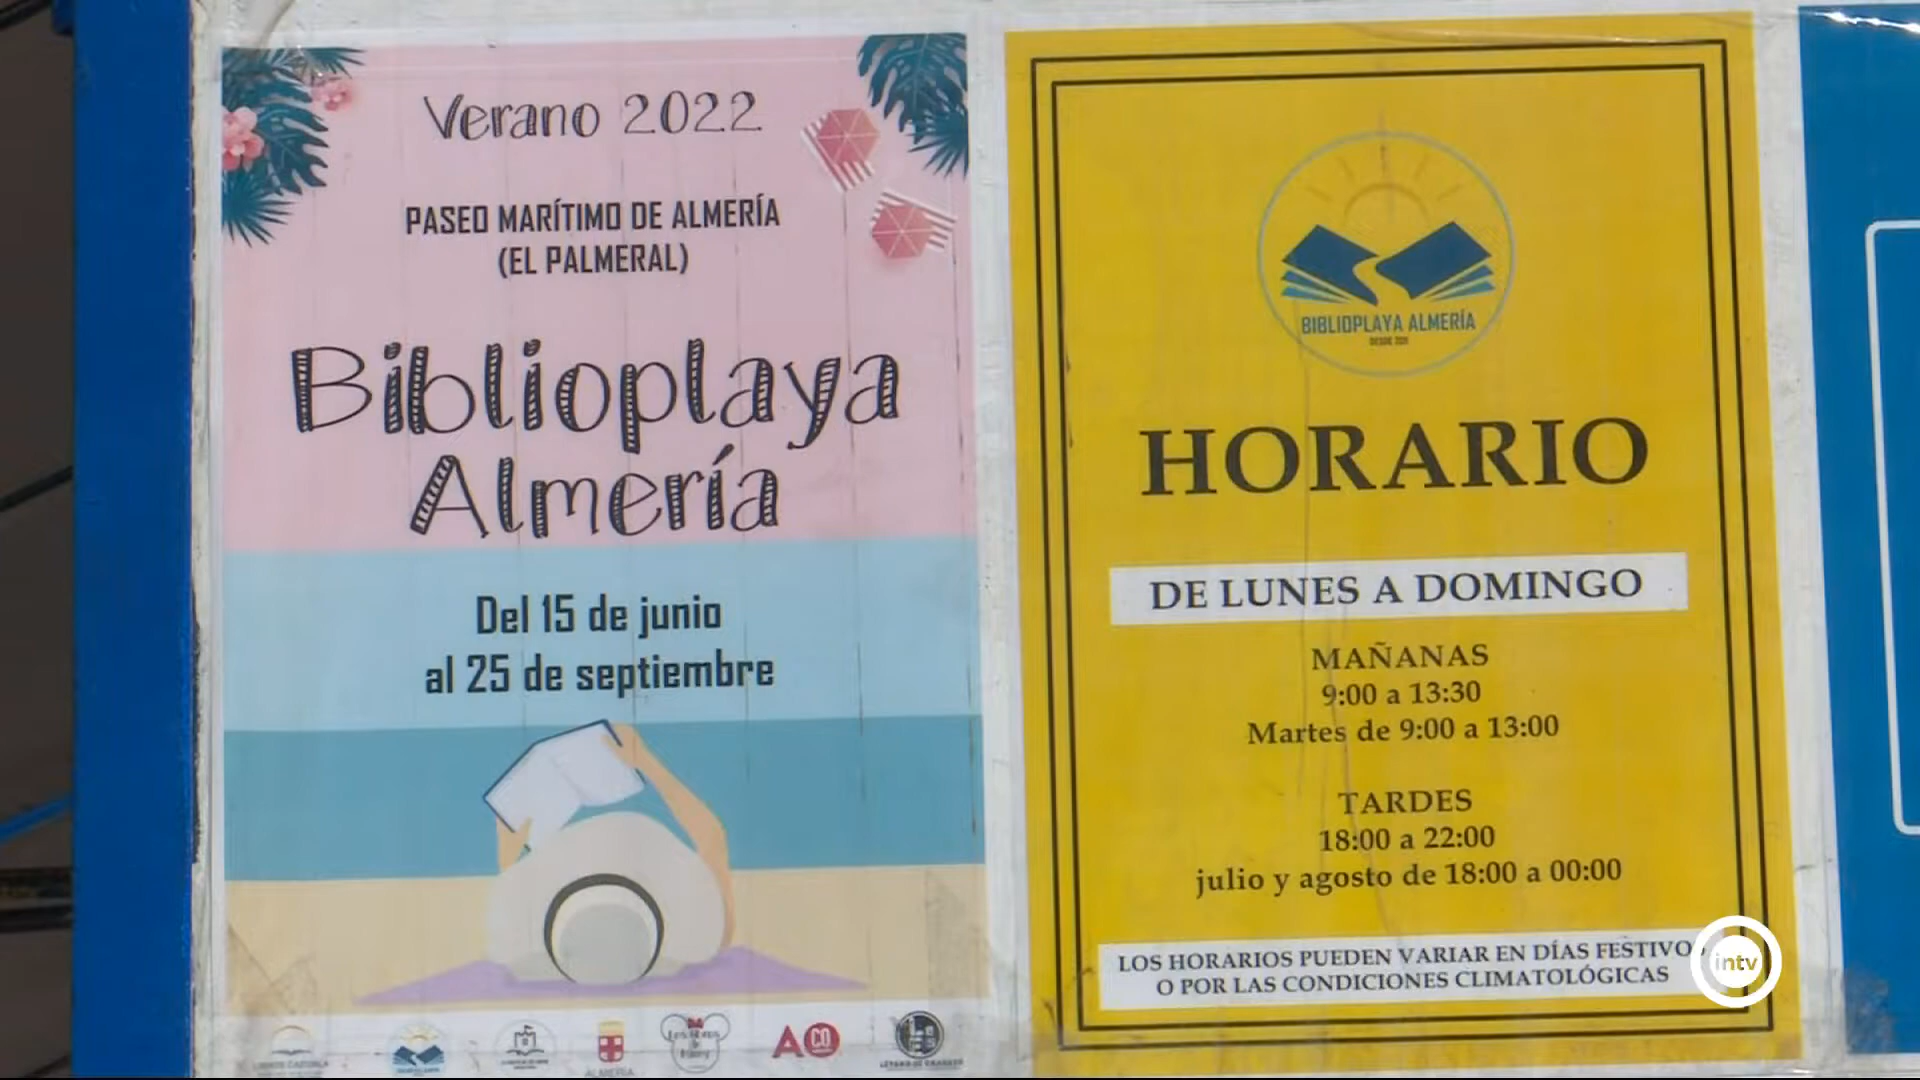 Verano 2022
PASEO MARÍTIMO DE ALMERÍA
(EL PALMERAL)
Biblioplaya
Almería
Del 15 de junio
al 25 de septiembre
ALMERÍA
A CO
BIBLIOPLAYA ALMERÍA
HORARIO
DE LUNES A DOMINGO
MAÑANAS
9:00 a 13:30
Martes de 9:00 a 13:00
TARDES
18:00 a 22:00
julio y agosto de 18:00 a 00:00
LOS HORARIOS PUEDEN VARIAR EN DÍAS FESTIVO
O POR LAS CONDICIONES CLIMATOLÓGICAS
intv